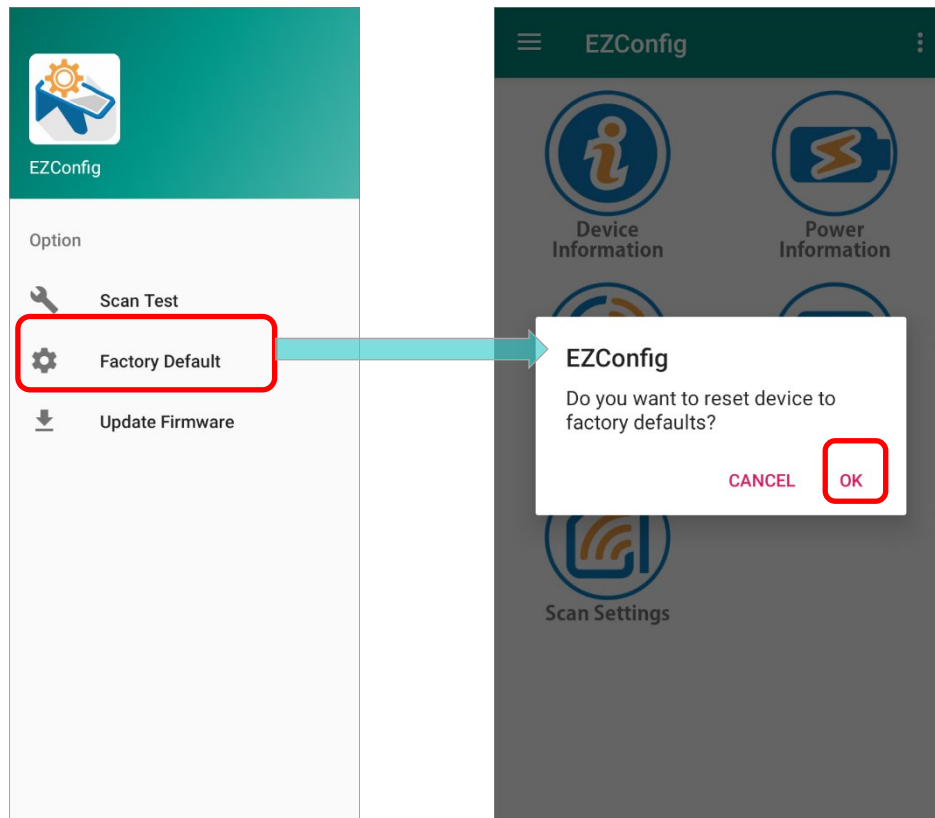 EZConfig
Option
Scan Test
Factory Default
Update Firmware
EZConfig
Device
Information
Power
Information
EZConfig
Do you want to reset device to
factory defaults?
CANCEL
OK
Scan Settings